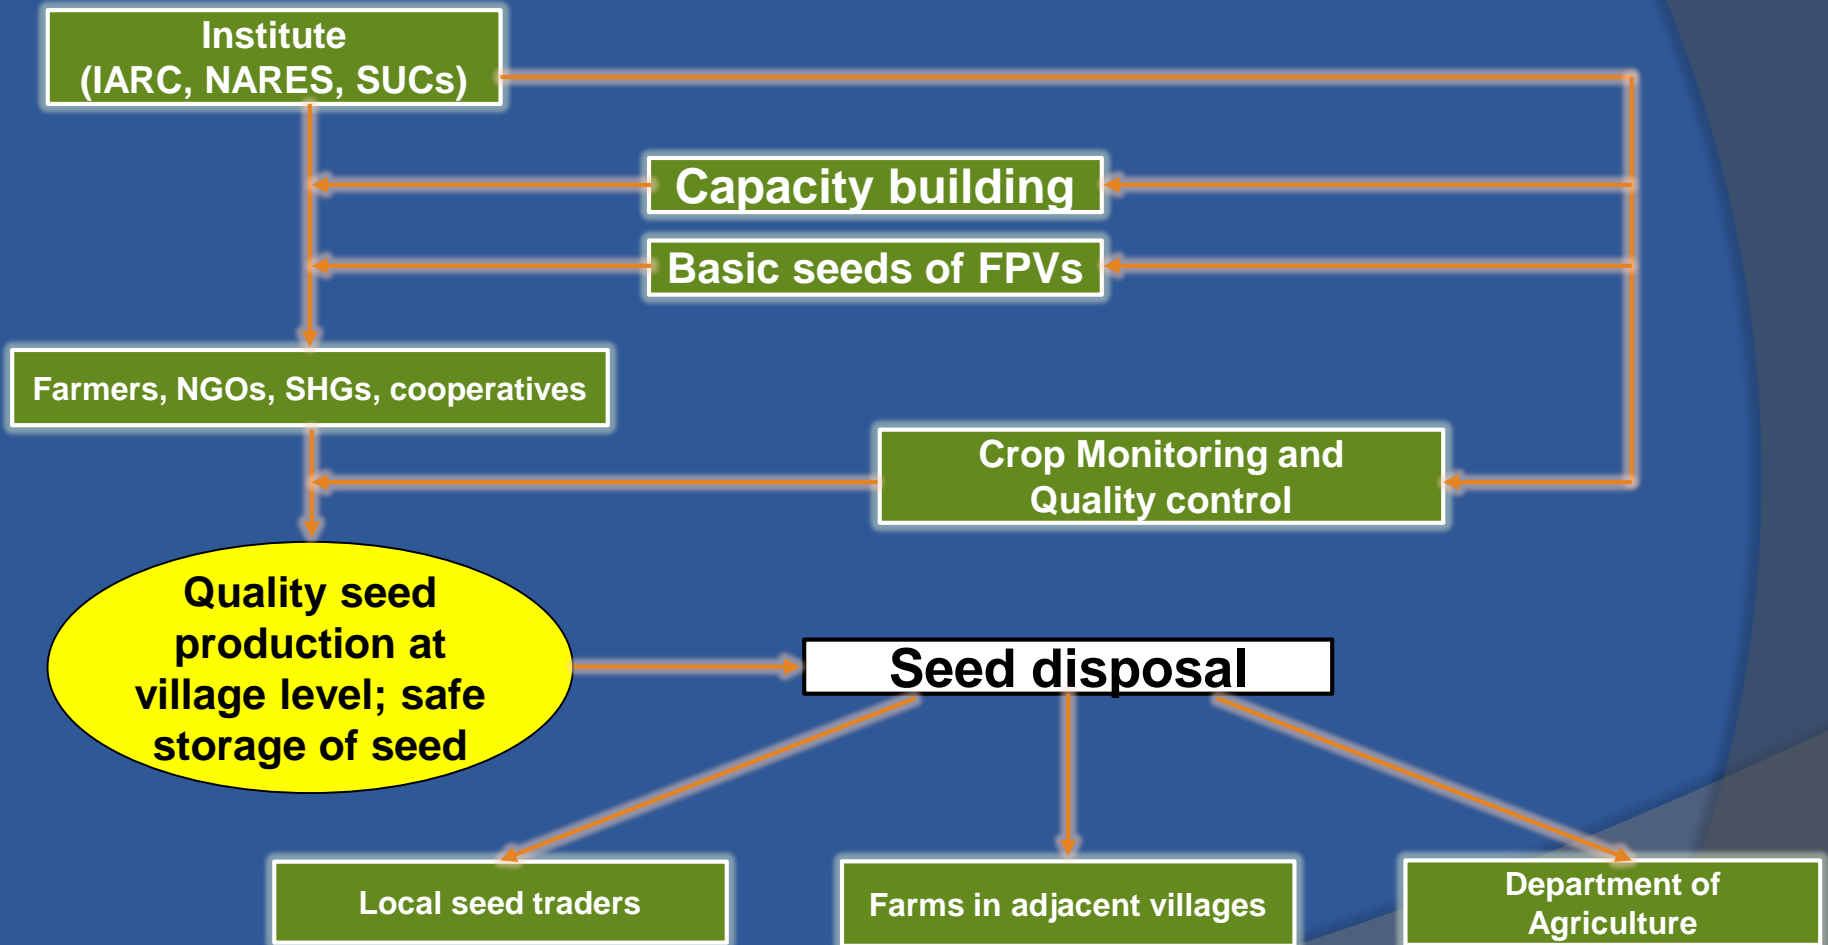 Institute
(IARC, NARES, SUCs)
Capacity building
Basic seeds of FPVs
Farmers, NGOs, SHGs, cooperatives
Crop Monitoring and
Quality control
Quality seed
production at
village level; safe
storage of seed
Seed disposal
Local seed traders
Farms in adjacent villages
Department of
Agriculture